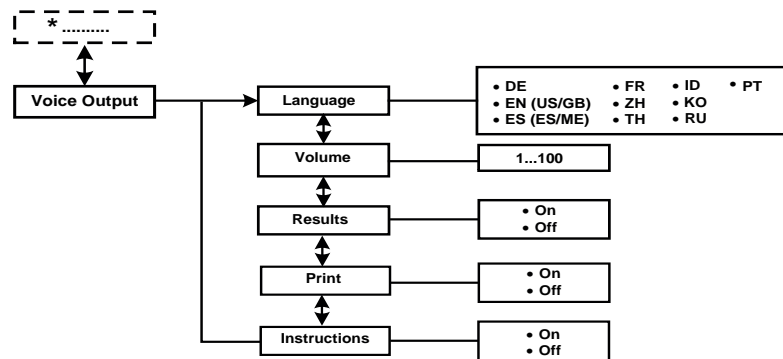 * ..........
Voice Output
Language
• DE • FR • ID • PT
• EN (US/GB) • ZH • KO
• ES (ES/ME) • TH • RU
Volume
1...100
Results
• On
• Off
Print
• On
• Off
Instructions
• On
• Off